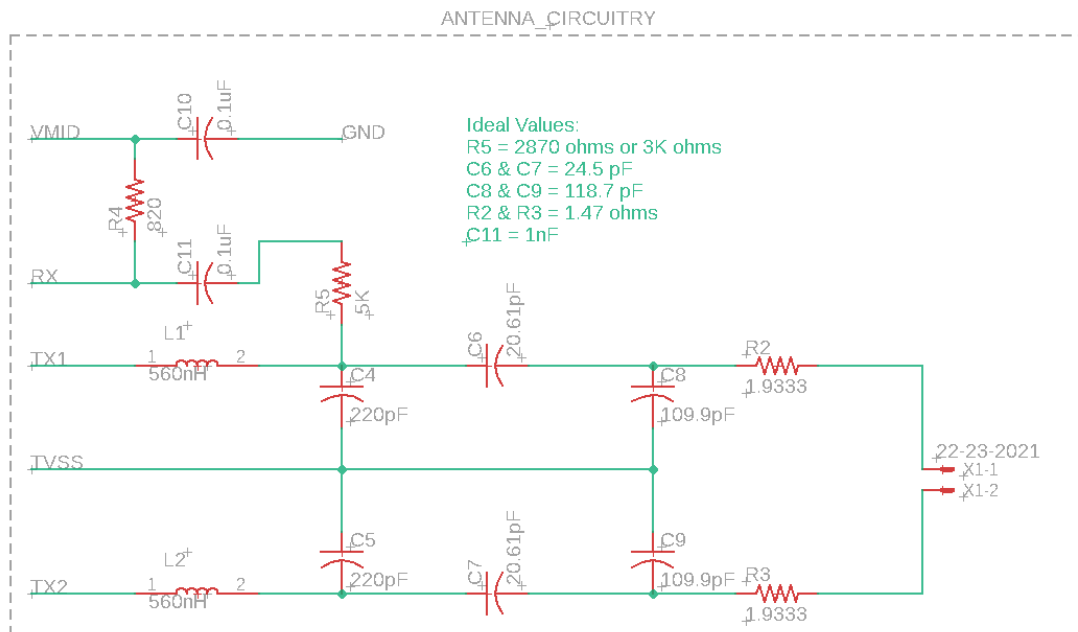 ANTENNA_CIRCUITRY
C10
0.1uF
VMID
GND
Ideal Values:
R5 = 2870 ohms or 3K ohms
C6 & C7 = 24.5 pF
C8 & C9 = 118.7 pF
R2 & R3 = 1.47 ohms
C11 = 1nF
R4
820
C11
0.1uF
RX
R5
5K
L1
TX1
1
2
560nH
C6
20.61pF
C4
220pF
C8
109.9pF
R2
1.9333
TVSS
22-23-2021
X1-1
X1-2
C5
220pF
C7
20.61pF
C9
109.9pF
L2
TX2
1
2
560nH
R3
1.9333